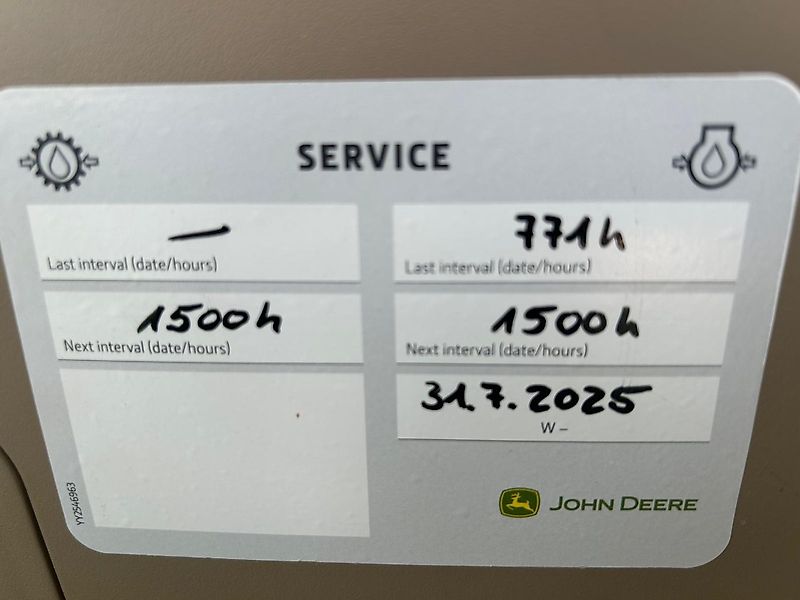 SERVICE
—
Last interval (date/hours)
1500h
Next interval (date/hours)
771h
Last interval (date/hours)
1500h
Next interval (date/hours)
31.7.2025
W –
YY2546963
JOHN DEERE